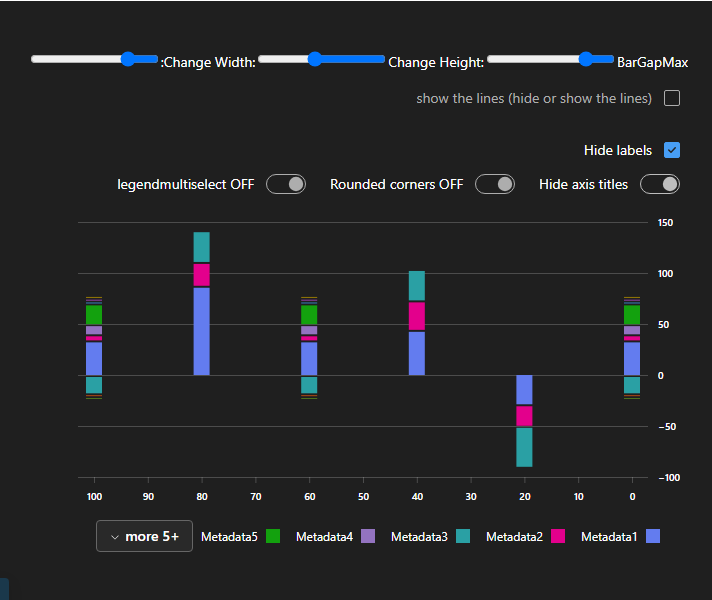 :Change Width: Change Height: BarGapMax
show the lines (hide or show the lines)
Hide labels
legendmultiselect OFF Rounded corners OFF Hide axis titles
150
100
50
0
−50
−100
100 90 80 70 60 50 40 30 20 10 0
more 5+ Metadata5 Metadata4 Metadata3 Metadata2 Metadata1